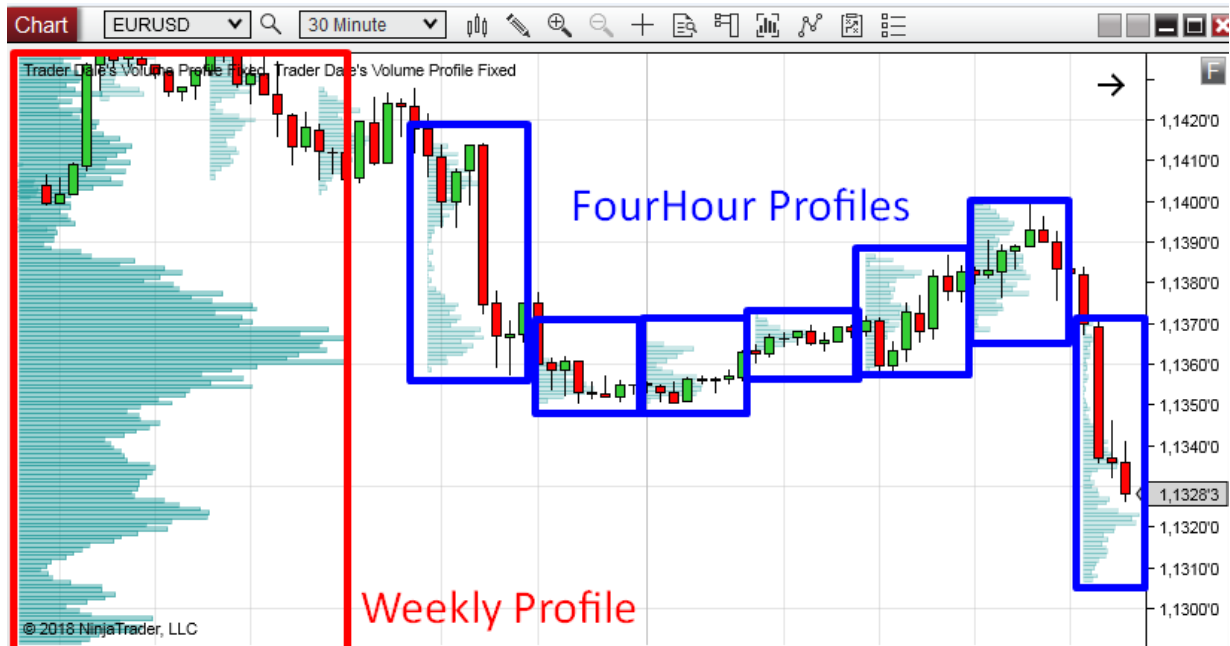 Chart EURUSD 30 Minute
Trader Dale's Volume Profile Fixed, Trader Dale's Volume Profile Fixed
F
1,1420'0
1,1410'0
FourHour Profiles
1,1400'0
1,1390'0
1,1380'0
1,1370'0
1,1360'0
1,1350'0
1,1340'0
1,1328'3
1,1320'0
1,1310'0
Weekly Profile
1,1300'0
© 2018 NinjaTrader, LLC